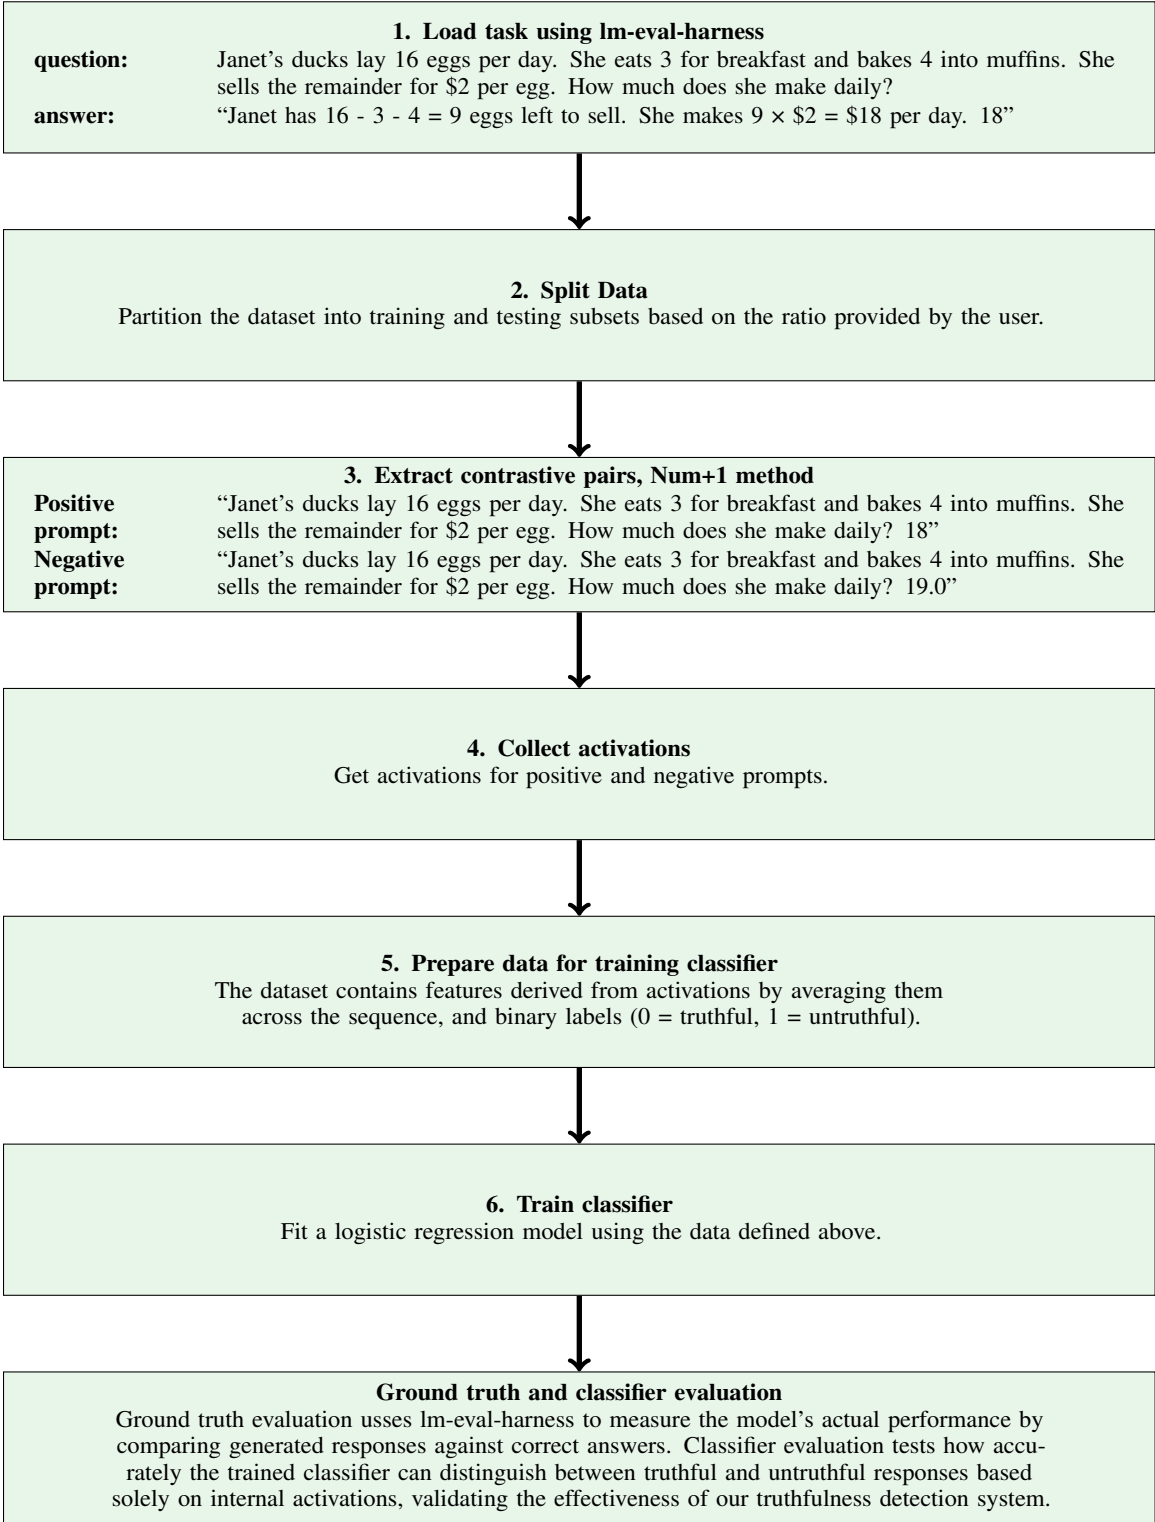 1. Load task using lm-eval-harness
question: Janet’s ducks lay 16 eggs per day. She eats 3 for breakfast and bakes 4 into muffins. She
sells the remainder for $2 per egg. How much does she make daily?
answer: “Janet has 16 - 3 - 4 = 9 eggs left to sell. She makes 9 × $2 = $18 per day. 18”
2. Split Data
Partition the dataset into training and testing subsets based on the ratio provided by the user.
3. Extract contrastive pairs, Num+1 method
Positive “Janet’s ducks lay 16 eggs per day. She eats 3 for breakfast and bakes 4 into muffins. She
prompt: sells the remainder for $2 per egg. How much does she make daily? 18”
Negative “Janet’s ducks lay 16 eggs per day. She eats 3 for breakfast and bakes 4 into muffins. She
prompt: sells the remainder for $2 per egg. How much does she make daily? 19.0”
4. Collect activations
Get activations for positive and negative prompts.
5. Prepare data for training classifier
The dataset contains features derived from activations by averaging them
across the sequence, and binary labels (0 = truthful, 1 = untruthful).
6. Train classifier
Fit a logistic regression model using the data defined above.
Ground truth and classifier evaluation
Ground truth evaluation usses lm-eval-harness to measure the model’s actual performance by
comparing generated responses against correct answers. Classifier evaluation tests how accu-
rately the trained classifier can distinguish between truthful and untruthful responses based
solely on internal activations, validating the effectiveness of our truthfulness detection system.